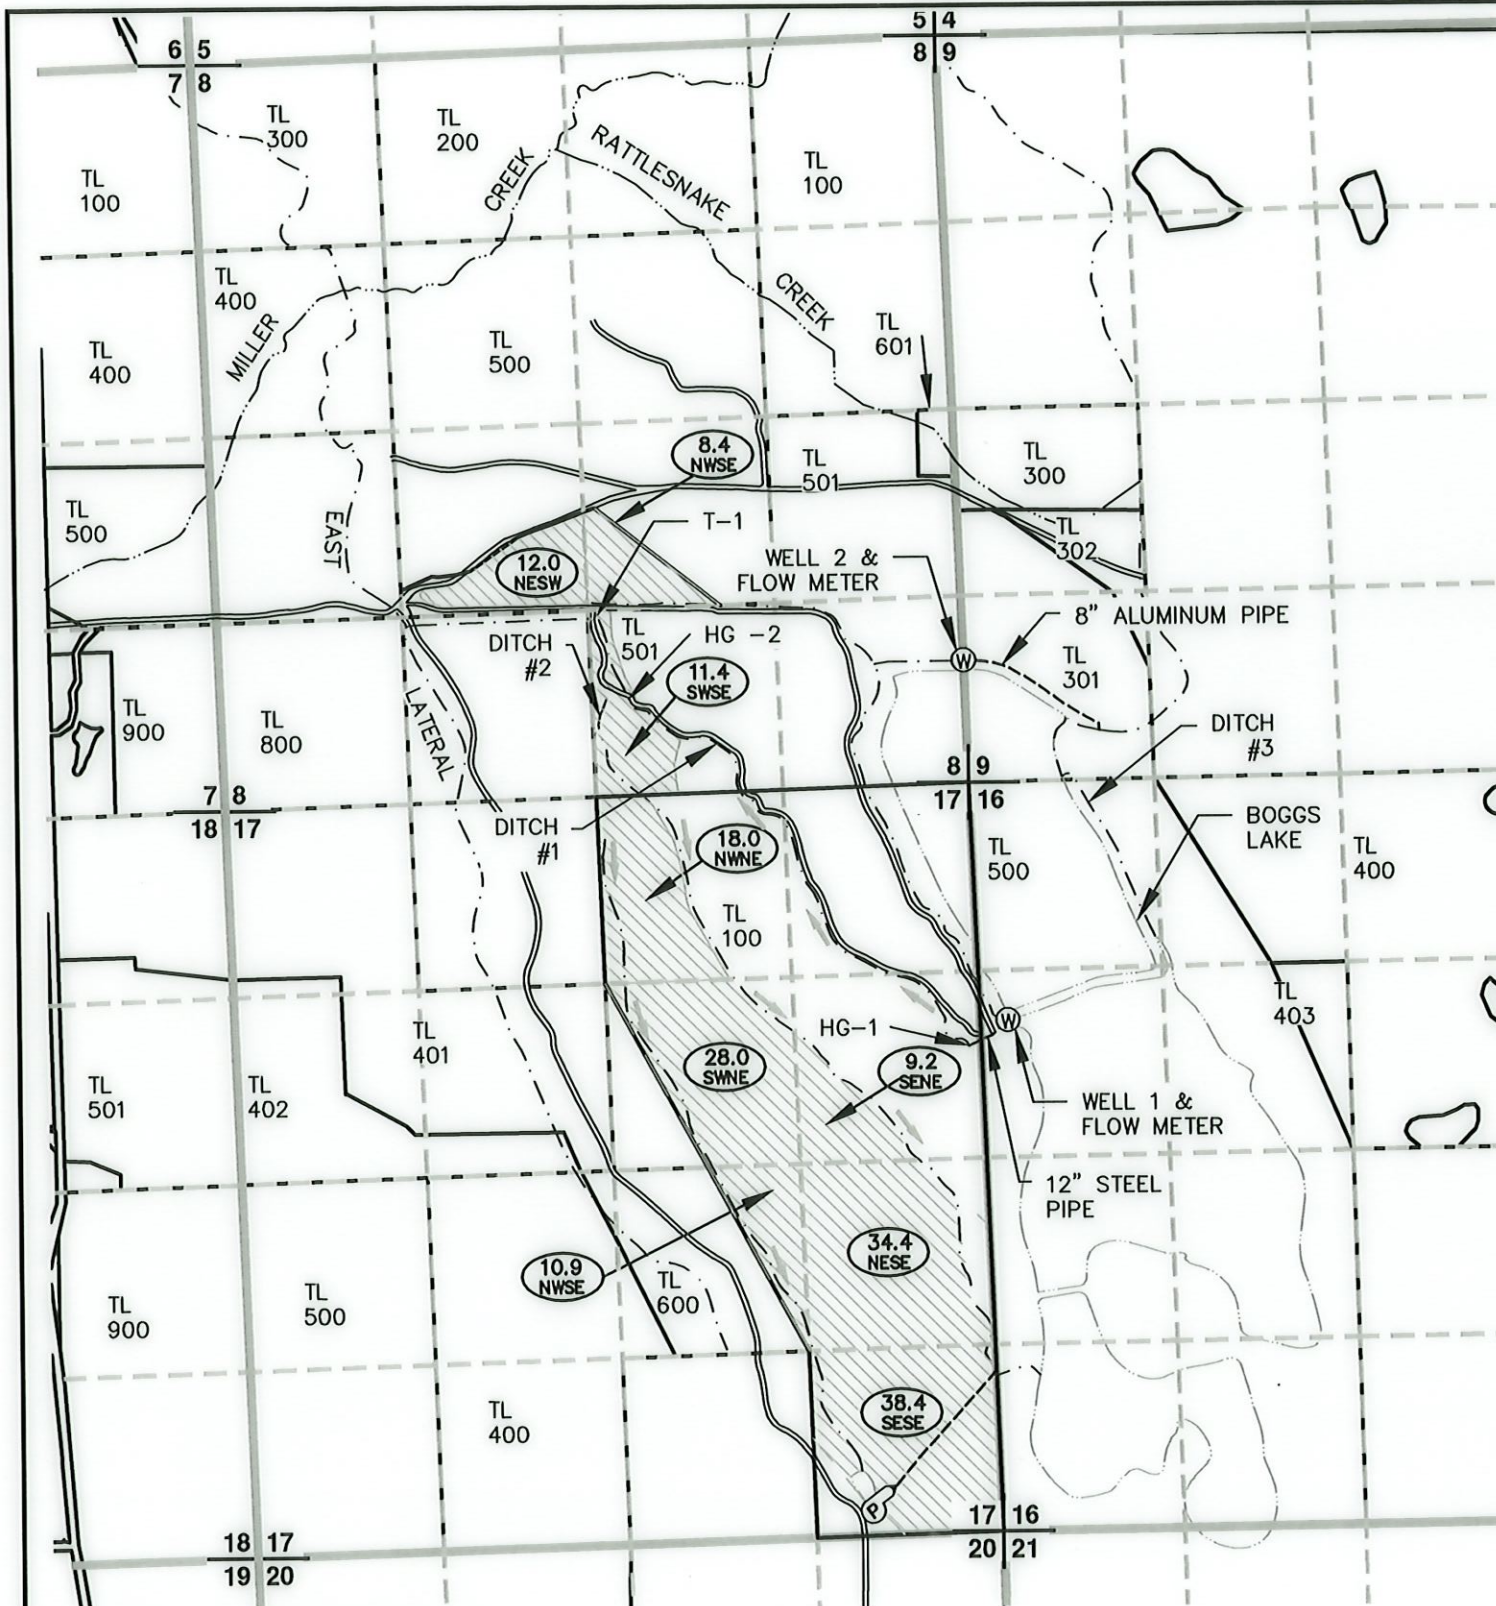 6 5
7 8
5 4
8 9
TL
300
TL
200
TL
100
TL
100
CREEK
RATTLESNAKE
CREEK
TL
400
TL
400
MILLER
TL
500
TL
601
8.4
NWSE
TL
501
TL
300
TL
500
EAST
T-1
TL
302
12.0
NESW
WELL 2 &
FLOW METER
8" ALUMINUM PIPE
DITCH
#2
TL
501
HG -2
W
TL
301
11.4
SWSE
LATERAL
TL
900
TL
800
DITCH
#3
8 9
17 16
7 8
18 17
DITCH
#1
18.0
NWNE
BOGGS
LAKE
TL
500
TL
400
TL
100
TL
403
HG-1
W
TL
401
28.0
SWNE
9.2
SENE
TL
501
TL
402
WELL 1 &
FLOW METER
12" STEEL
PIPE
34.4
NESE
10.9
NWSE
TL
600
TL
900
TL
500
38.4
SESE
TL
400
P
17 16
20 21
18 17
19 20